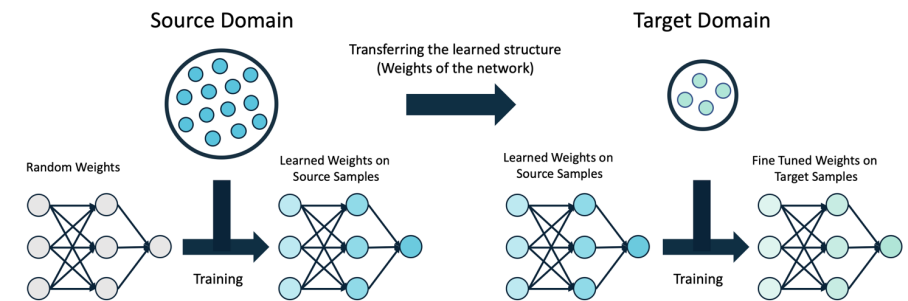 Source Domain
Target Domain
Transferring the learned structure
(Weights of the network)
Random Weights
Learned Weights on
Source Samples
Learned Weights on
Source Samples
Fine Tuned Weights on
Target Samples
Training
Training